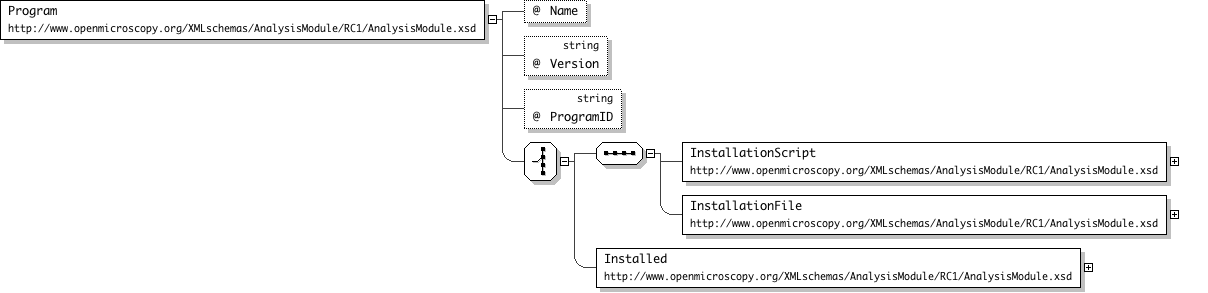 Program
http://www.openmicroscopy.org/XMLschemas/AnalysisModule/RC1/AnalysisModule.xsd
@ Name
string
@ Version
string
@ ProgramID
InstallationScript
http://www.openmicroscopy.org/XMLschemas/AnalysisModule/RC1/AnalysisModule.xsd
InstallationFile
http://www.openmicroscopy.org/XMLschemas/AnalysisModule/RC1/AnalysisModule.xsd
Installed
http://www.openmicroscopy.org/XMLschemas/AnalysisModule/RC1/AnalysisModule.xsd